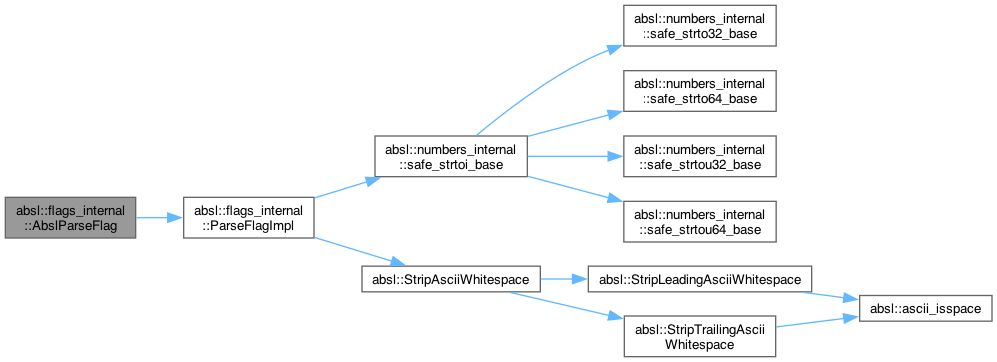 absl::flags_internal
::AbslParseFlag
absl::flags_internal
::ParseFlagImpl
absl::numbers_internal
::safe_strtoi_base
absl::numbers_internal
::safe_strto32_base
absl::numbers_internal
::safe_strto64_base
absl::numbers_internal
::safe_strtou32_base
absl::numbers_internal
::safe_strtou64_base
absl::StripAsciiWhitespace
absl::StripLeadingAsciiWhitespace
absl::StripTrailingAscii
Whitespace
absl::ascii_isspace